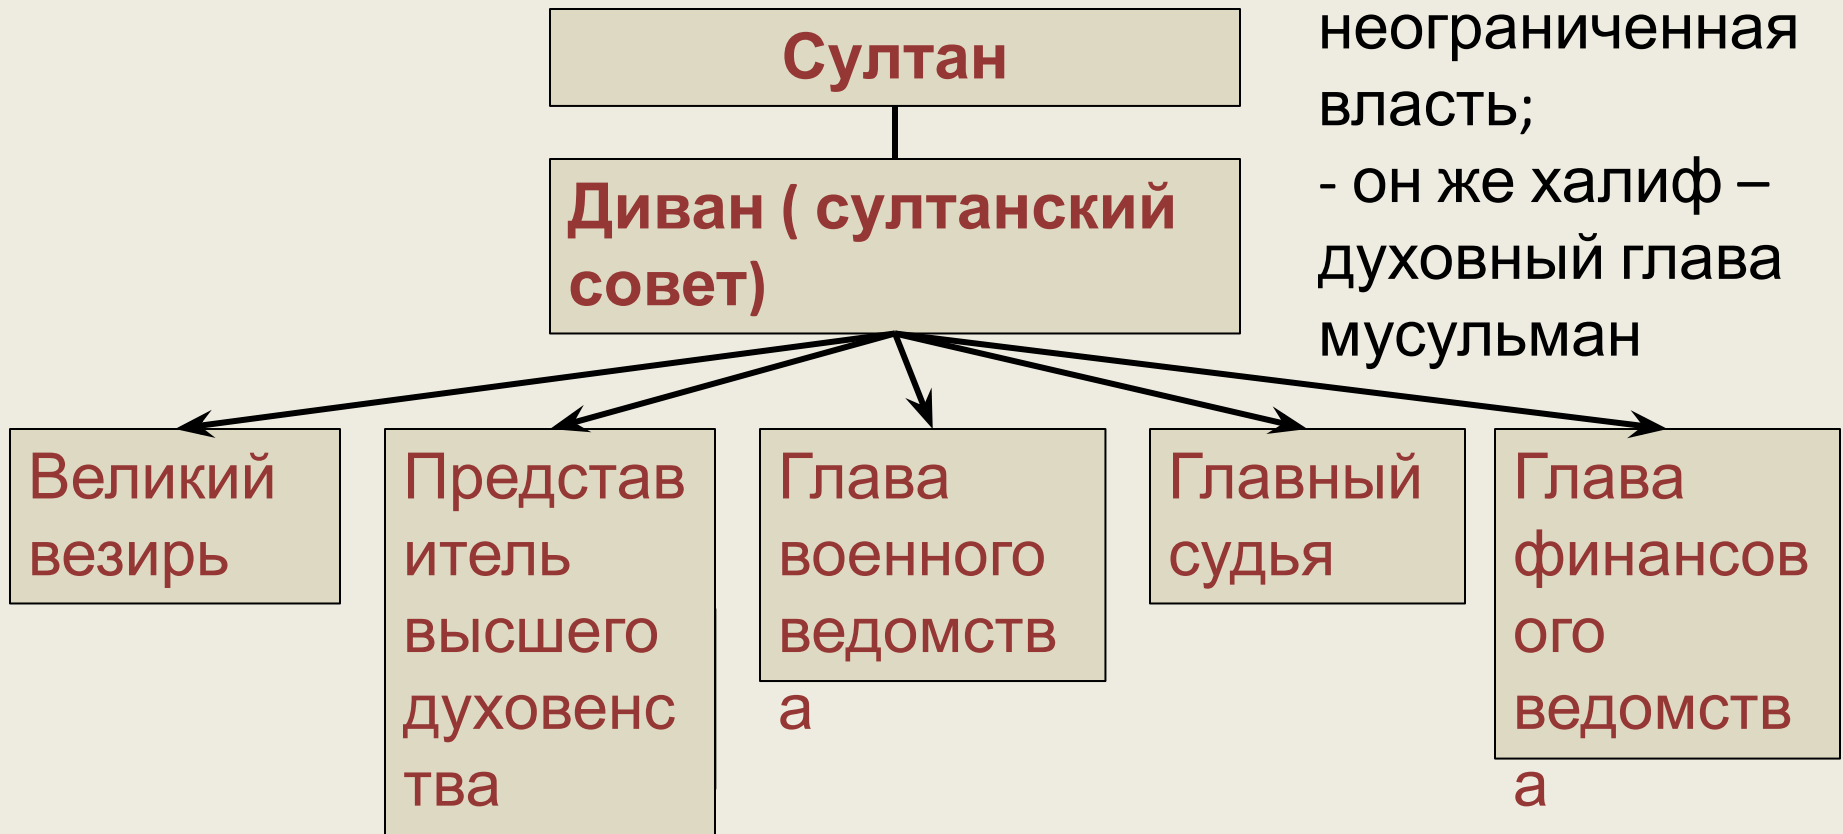 Султан
неограниченная
власть;
- он же халиф –
духовный глава
мусульман
Диван ( султанский
совет)
Великий
везирь
Представ
итель
высшего
духовенс
тва
Глава
военного
ведомств
а
Главный
судья
Глава
финансов
ого
ведомств
а